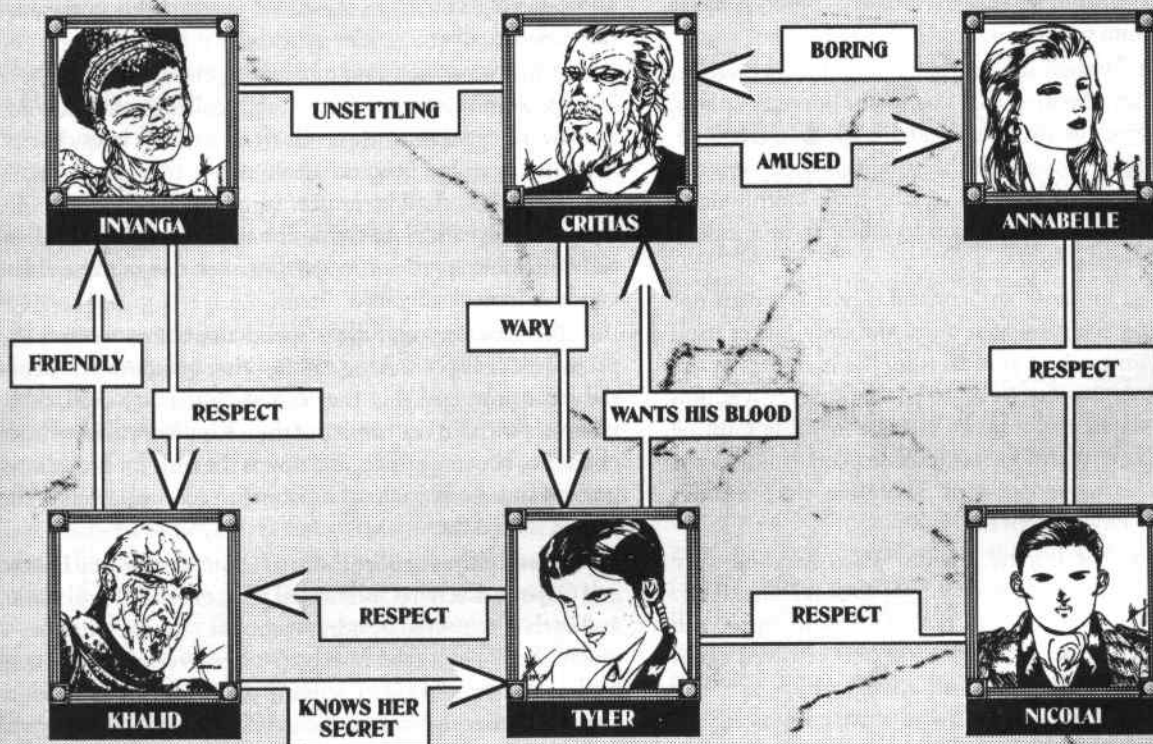 BORING
UNSETTLING
AMUSED
INYANGA
CRITIAS
ANNABELLE
FRIENDLY
WARY
RESPECT
RESPECT
WANTS HIS BLOOD
RESPECT
RESPECT
KNOWS HER
SECRET
KHALID
TYLER
NICOLAI